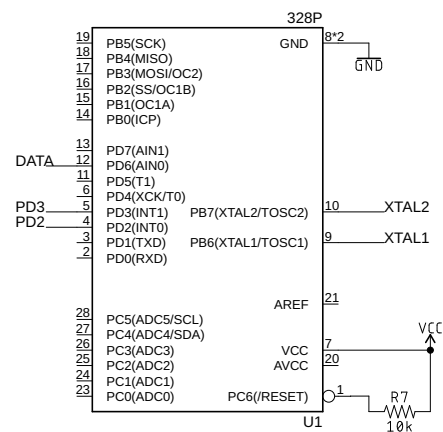 328P
19 PB5(SCK)
18 PB4(MISO)
17 PB3(MOSI/OC2)
16 PB2(SS/OC1B)
15 PB1(OC1A)
14 PB0(ICP)
GND 8*2
GND
13 PD7(AIN1)
DATA 12 PD6(AIN0)
11 PD5(T1)
6 PD4(XCK/T0)
PD3 5 PD3(INT1)
PD2 4 PD2(INT0)
3 PD1(TXD)
2 PD0(RXD)
PB7(XTAL2/TOSC2) 10 XTAL2
PB6(XTAL1/TOSC1) 9 XTAL1
AREF 21
28 PC5(ADC5/SCL)
27 PC4(ADC4/SDA)
26 PC3(ADC3)
25 PC2(ADC2)
24 PC1(ADC1)
23 PC0(ADC0)
VCC 7
AVCC 20
PC6(/RESET) 1
VCC
R7
10k
U1